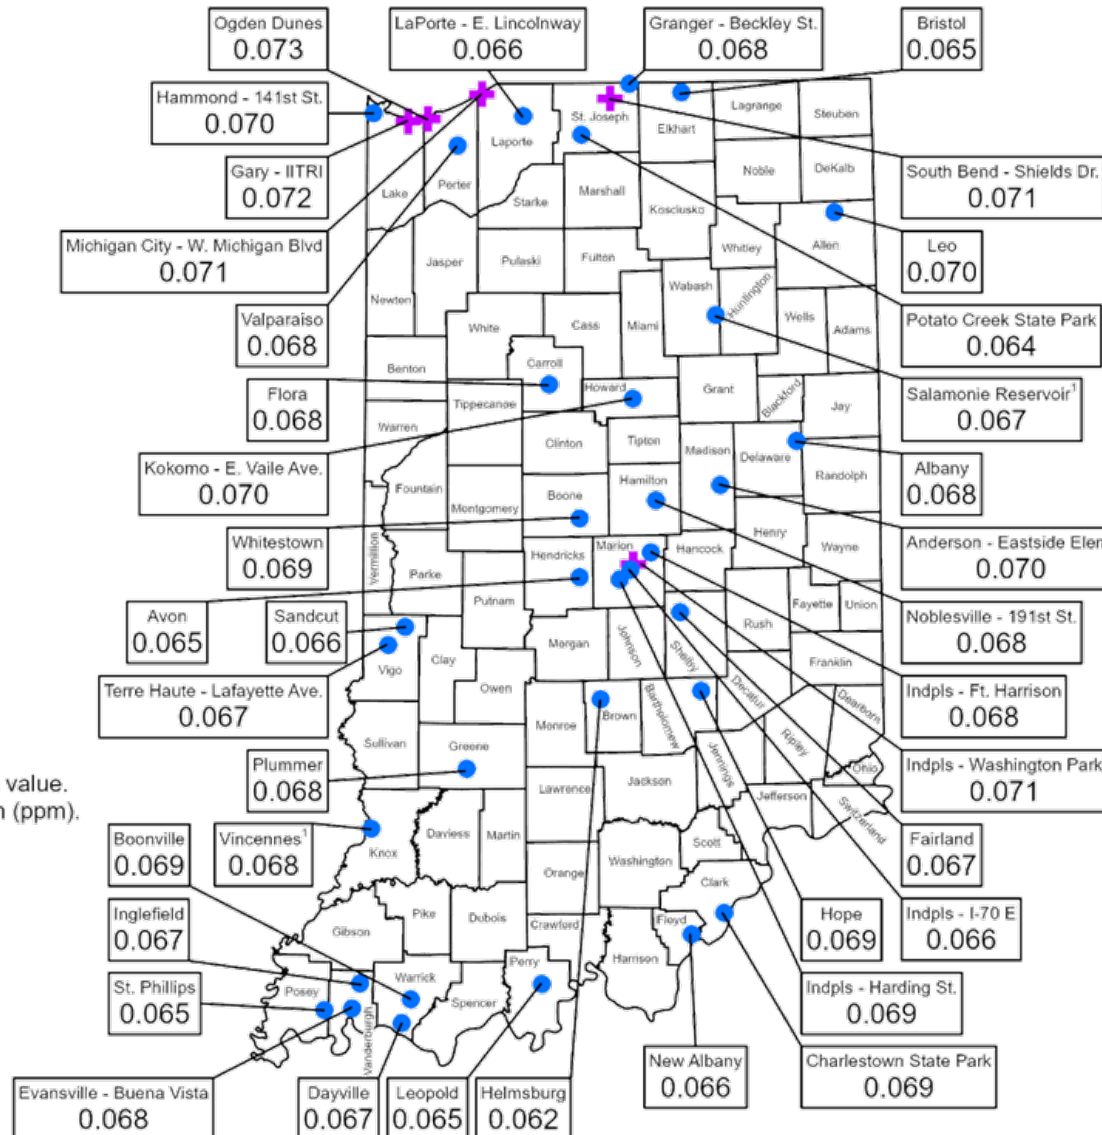 Ogden Dunes
0.073
LaPorte - E. Lincolnway
0.066
Granger - Beckley St.
0.068
Bristol
0.065
Hammond - 141st St.
0.070
Gary - IITRI
0.072
Michigan City - W. Michigan Blvd
0.071
Valparaiso
0.068
Flora
0.068
Kokomo - E. Vaile Ave.
0.070
Whitestown
0.069
Avon
0.065
Sandcut
0.066
Terre Haute - Lafayette Ave.
0.067
Plummer
0.068
value.
(ppm).
Boonville
0.069
Vincennes¹
0.068
Inglefield
0.067
St. Phillips
0.065
Evansville - Buena Vista
0.068
Dayville
0.067
Leopold
0.065
Helmsburg
0.062
New Albany
0.066
Charlestown State Park
0.069
Indpls - Harding St.
0.069
Hope
0.069
Indpls - I-70 E
0.066
Fairland
0.067
Indpls - Washington Park
0.071
Indpls - Ft. Harrison
0.068
Noblesville - 191st St.
0.068
Anderson - Eastside Elem
0.070
Albany
0.068
Salamonie Reservoir¹
0.067
Potato Creek State Park
0.064
Leo
0.070
South Bend - Shields Dr.
0.071
Lake
Porter
Laporte
St. Joseph
Elkhart
Lagrange
Steuben
Noble
DeKalb
Starke
Marshall
Kosciusko
Whitley
Allen
Newton
Jasper
Pulaski
Fulton
Wabash
Huntington
Wells
Adams
White
Cass
Miami
Benton
Carroll
Howard
Grant
Blackford
Jay
Tippecanoe
Warren
Clinton
Tipton
Madison
Delaware
Randolph
Fountain
Montgomery
Boone
Hamilton
Henry
Wayne
Vermillion
Parke
Putnam
Hendricks
Marion
Hancock
Fayette
Union
Rush
Vigo
Clay
Owen
Morgan
Johnson
Shelby
Franklin
Decatur
Dearborn
Sullivan
Greene
Monroe
Brown
Bartholomew
Jennings
Ripley
Ohio
Switzerland
Jefferson
Jackson
Lawrence
Knox
Daviess
Martin
Orange
Washington
Scott
Clark
Floyd
Harrison
Gibson
Pike
Dubois
Crawford
Perry
Posey
Vanderburgh
Warrick
Spencer